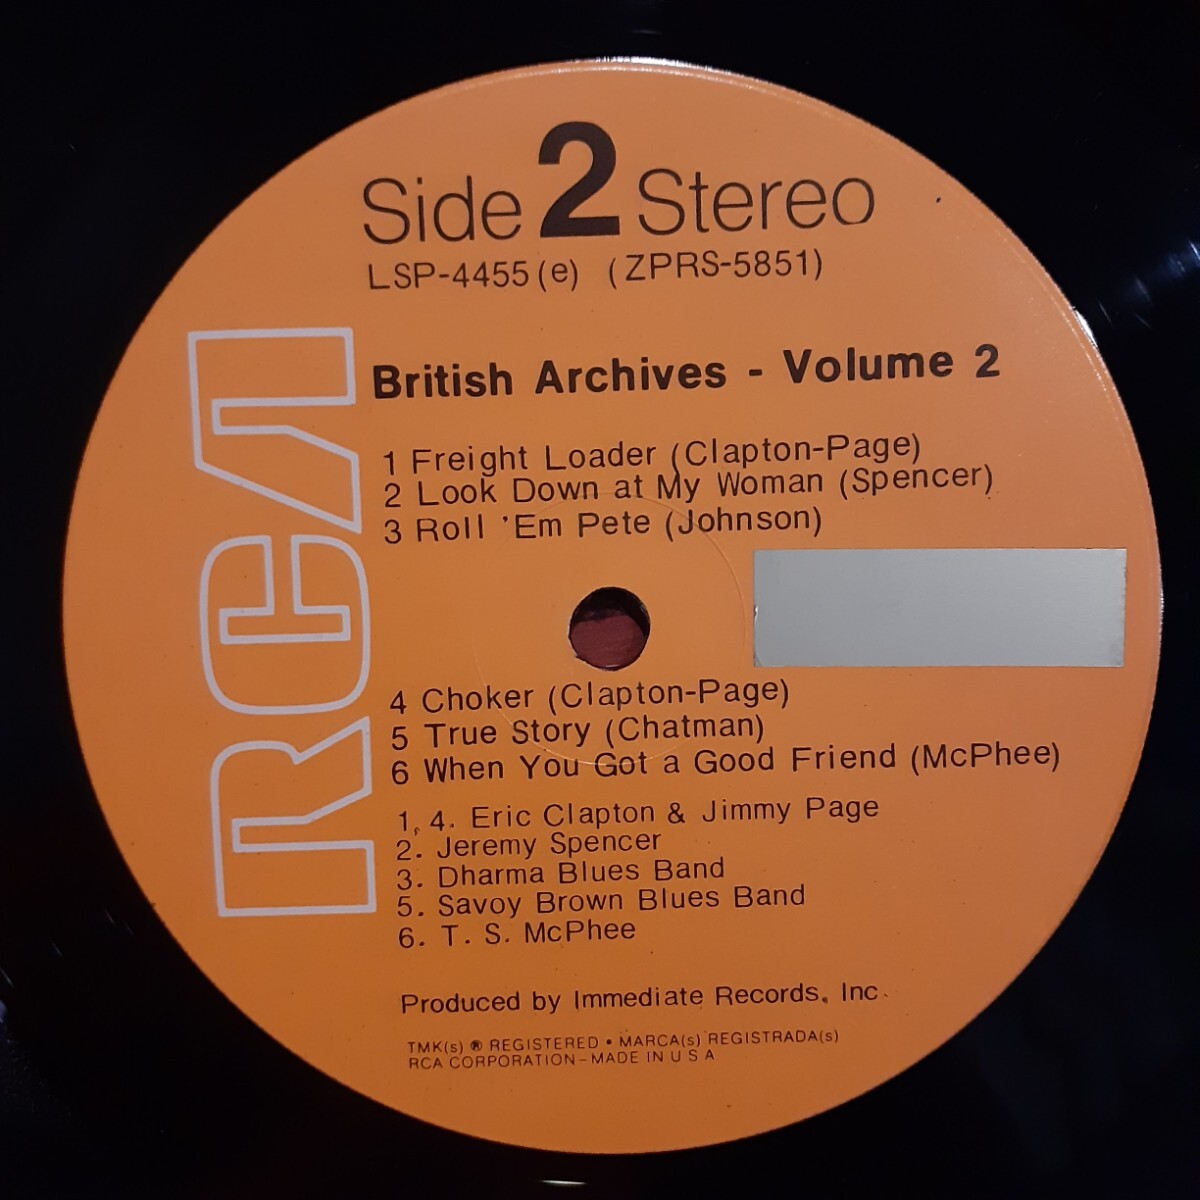 Side 2 Stereo
LSP-4455(e) (ZPRS-5851)
RCA
British Archives - Volume 2
1 Freight Loader (Clapton-Page)
2 Look Down at My Woman (Spencer)
3 Roll 'Em Pete (Johnson)
4 Choker (Clapton-Page)
5 True Story (Chatman)
6 When You Got a Good Friend (McPhee)
1, 4. Eric Clapton & Jimmy Page
2. Jeremy Spencer
3. Dharma Blues Band
5. Savoy Brown Blues Band
6. T. S. McPhee
Produced by Immediate Records, Inc.
TMK(s) ® REGISTERED • MARCA(s) REGISTRADA(s)
RCA CORPORATION-MADE IN U S A